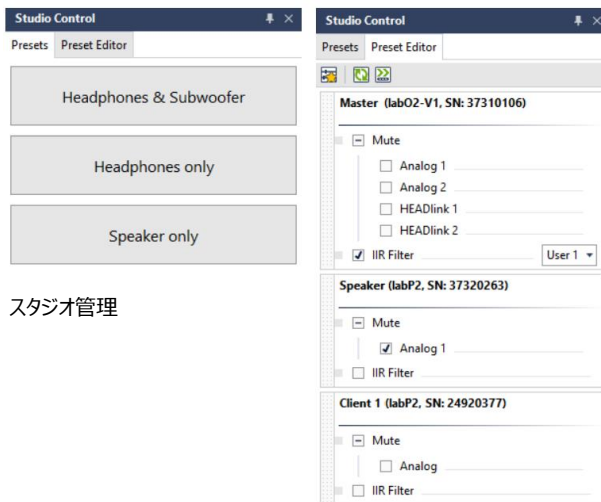 Studio Control
Presets Preset Editor
Headphones & Subwoofer
Headphones only
Speaker only
スタジオ管理
Studio Control
Presets Preset Editor
Master (labO2-V1, SN: 37310106)
Mute
Analog 1
Analog 2
HEADlink 1
HEADlink 2
IIR Filter User 1
Speaker (labP2, SN: 37320263)
Mute
Analog 1
IIR Filter
Client 1 (labP2, SN: 24920377)
Mute
Analog
IIR Filter